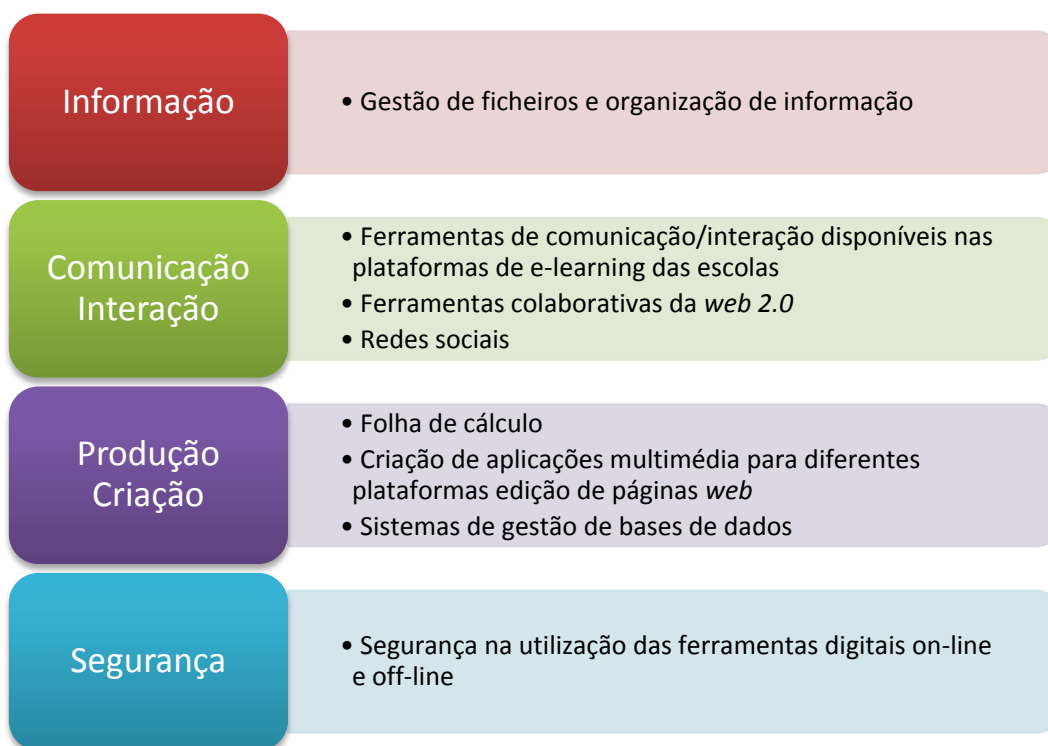 Informação
• Gestão de ficheiros e organização de informação
Comunicação
Interação
• Ferramentas de comunicação/interação disponíveis nas
plataformas de e-learning das escolas
• Ferramentas colaborativas da web 2.0
• Redes sociais
Produção
Criação
• Folha de cálculo
• Criação de aplicações multimédia para diferentes
plataformas edição de páginas web
• Sistemas de gestão de bases de dados
Segurança
• Segurança na utilização das ferramentas digitais on-line
e off-line